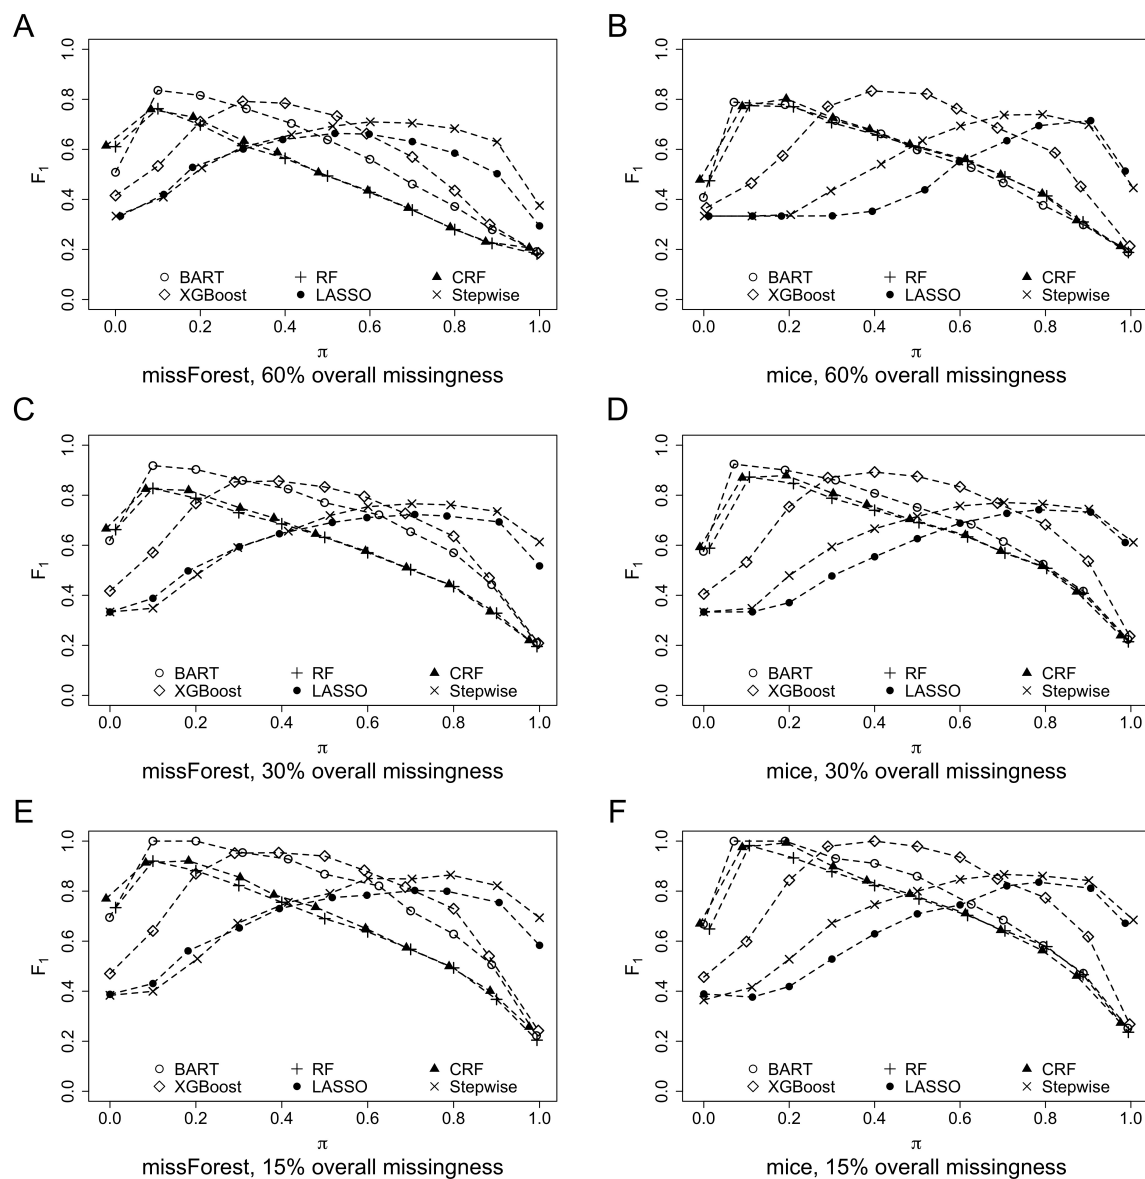 A
B
F1
1.0
0.8
0.6
0.4
0.2
0.0
BART RF CRF
XGBoost LASSO Stepwise
0.0 0.2 0.4 0.6 0.8 1.0
π
missForest, 60% overall missingness
F1
1.0
0.8
0.6
0.4
0.2
0.0
BART RF CRF
XGBoost LASSO Stepwise
0.0 0.2 0.4 0.6 0.8 1.0
π
mice, 60% overall missingness
C
D
F1
1.0
0.8
0.6
0.4
0.2
0.0
BART RF CRF
XGBoost LASSO Stepwise
0.0 0.2 0.4 0.6 0.8 1.0
π
missForest, 30% overall missingness
F1
1.0
0.8
0.6
0.4
0.2
0.0
BART RF CRF
XGBoost LASSO Stepwise
0.0 0.2 0.4 0.6 0.8 1.0
π
mice, 30% overall missingness
E
F
F1
1.0
0.8
0.6
0.4
0.2
0.0
BART RF CRF
XGBoost LASSO Stepwise
0.0 0.2 0.4 0.6 0.8 1.0
π
missForest, 15% overall missingness
F1
1.0
0.8
0.6
0.4
0.2
0.0
BART RF CRF
XGBoost LASSO Stepwise
0.0 0.2 0.4 0.6 0.8 1.0
π
mice, 15% overall missingness